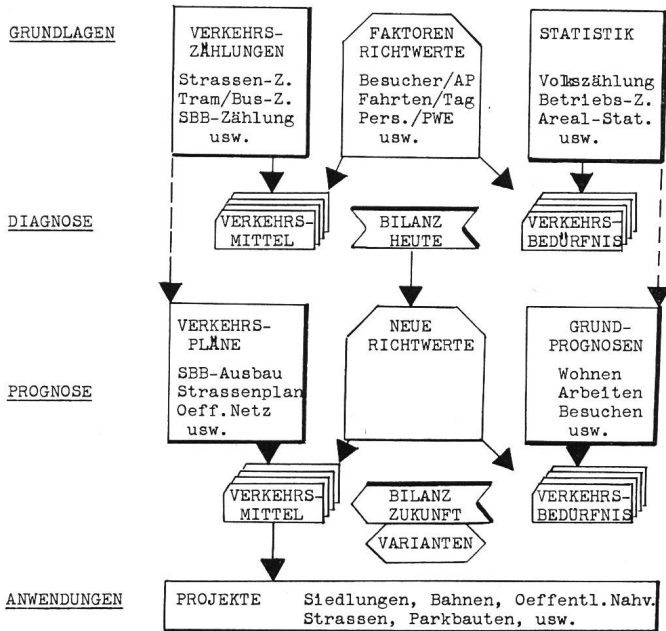 GRUNDLAGEN
VERKEHRS-
ZÄHLUNGEN
Strassen-Z.
Tram/Bus-Z.
SBB-Zählung
usw.
FAKTOREN
RICHTWERTE
Besucher/AP
Fahrten/Tag
Pers./PWE
usw.
STATISTIK
Volkszählung
Betriebs-Z.
Areal-Stat.
usw.
DIAGNOSE
VERKEHRS-
MITTEL
BILANZ
HEUTE
VERKEHRS-
BEDÜRFNIS
PROGNOSE
VERKEHRS-
PLÄNE
SBB-Ausbau
Strassenplan
Oeff.Netz
usw.
NEUE
RICHTWERTE
GRUND-
PROGNOSEN
Wohnen
Arbeiten
Besuchen
usw.
VERKEHRS-
MITTEL
BILANZ
ZUKUNFT
VARIANTEN
VERKEHRS-
BEDÜRFNIS
ANWENDUNGEN
PROJEKTE Siedlungen, Bahnen, Oeffentl.Nahv.
Strassen, Parkbauten, usw.